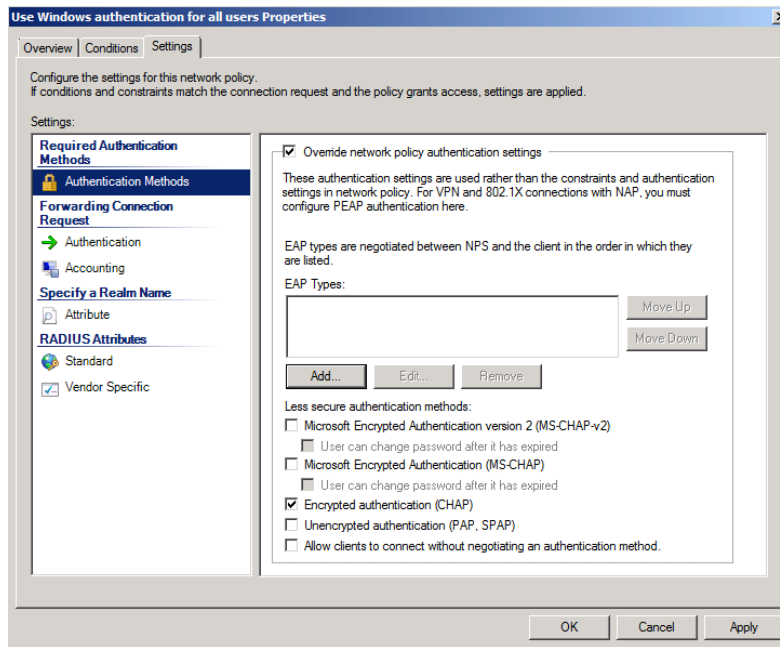 Use Windows authentication for all users Properties
Overview
Conditions
Settings
Configure the settings for this network policy.
If conditions and constraints match the connection request and the policy grants access, settings are applied.
Settings:
Required Authentication
Methods
Authentication Methods
Forwarding Connection
Request
Authentication
Accounting
Specify a Realm Name
Attribute
RADIUS Attributes
Standard
Vendor Specific
Override network policy authentication settings
These authentication settings are used rather than the constraints and authentication
settings in network policy. For VPN and 802.1X connections with NAP, you must
configure PEAP authentication here.
EAP types are negotiated between NPS and the client in the order in which they
are listed.
EAP Types:
Move Up
Move Down
Add...
Edit...
Remove
Less secure authentication methods:
Microsoft Encrypted Authentication version 2 (MS-CHAP-v2)
User can change password after it has expired
Microsoft Encrypted Authentication (MS-CHAP)
User can change password after it has expired
Encrypted authentication (CHAP)
Unencrypted authentication (PAP, SPAP)
Allow clients to connect without negotiating an authentication method.
OK
Cancel
Apply